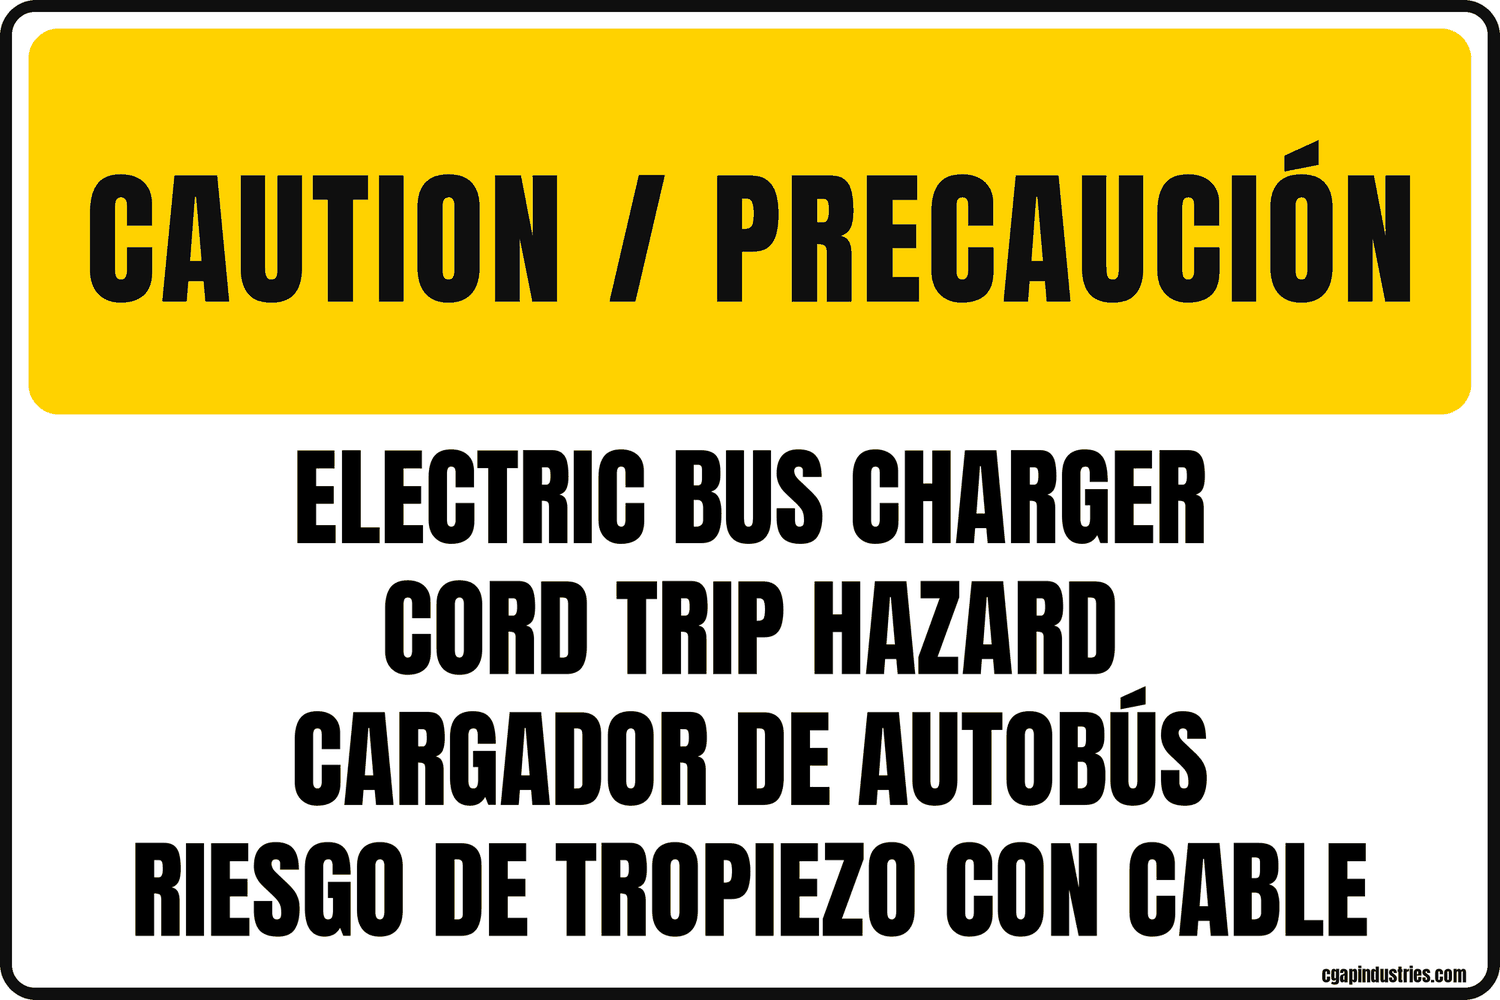 CAUTION / PRECAUCIÓN
ELECTRIC BUS CHARGER
CORD TRIP HAZARD
CARGADOR DE AUTOBÚS
RIESGO DE TROPIEZO CON CABLE
cgapindustries.com